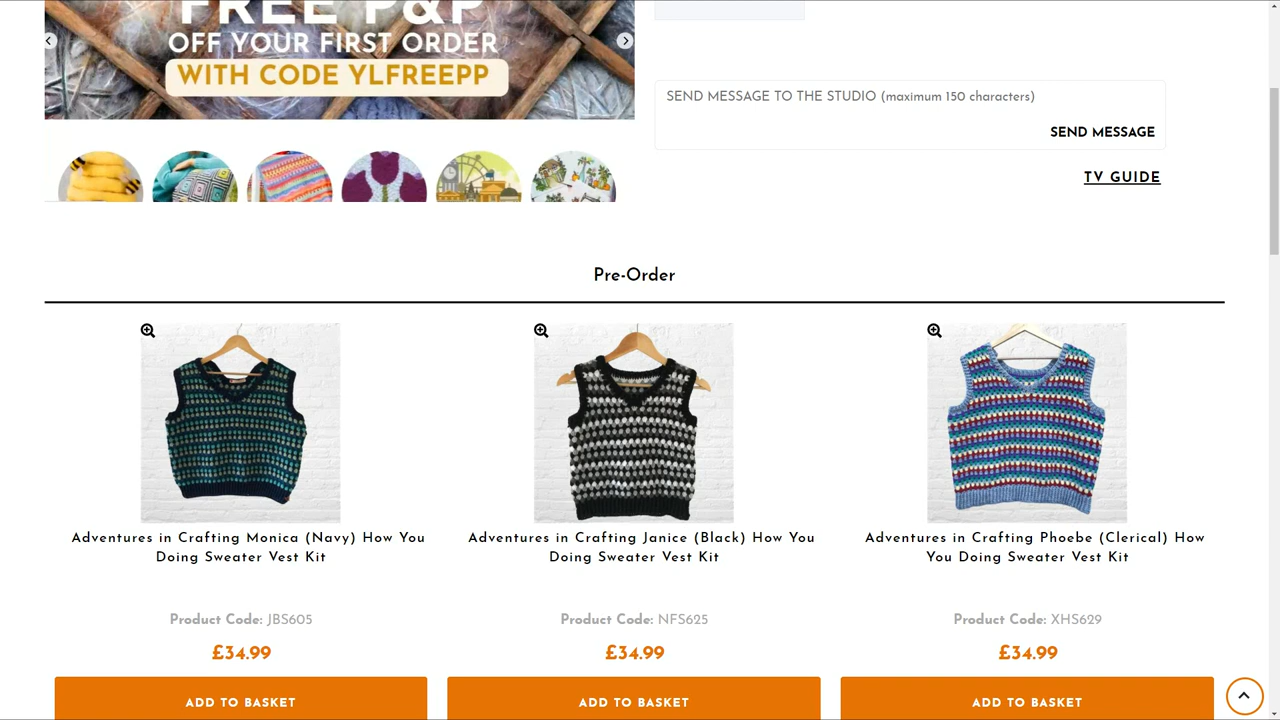 FREE P&P
OFF YOUR FIRST ORDER
WITH CODE YLFREEPP
SEND MESSAGE TO THE STUDIO (maximum 150 characters)
SEND MESSAGE
TV GUIDE
Pre-Order
Adventures in Crafting Monica (Navy) How You
Doing Sweater Vest Kit
Product Code: JBS605
£34.99
ADD TO BASKET
Adventures in Crafting Janice (Black) How You
Doing Sweater Vest Kit
Product Code: NFS625
£34.99
ADD TO BASKET
Adventures in Crafting Phoebe (Clerical) How
You Doing Sweater Vest Kit
Product Code: XHS629
£34.99
ADD TO BASKET